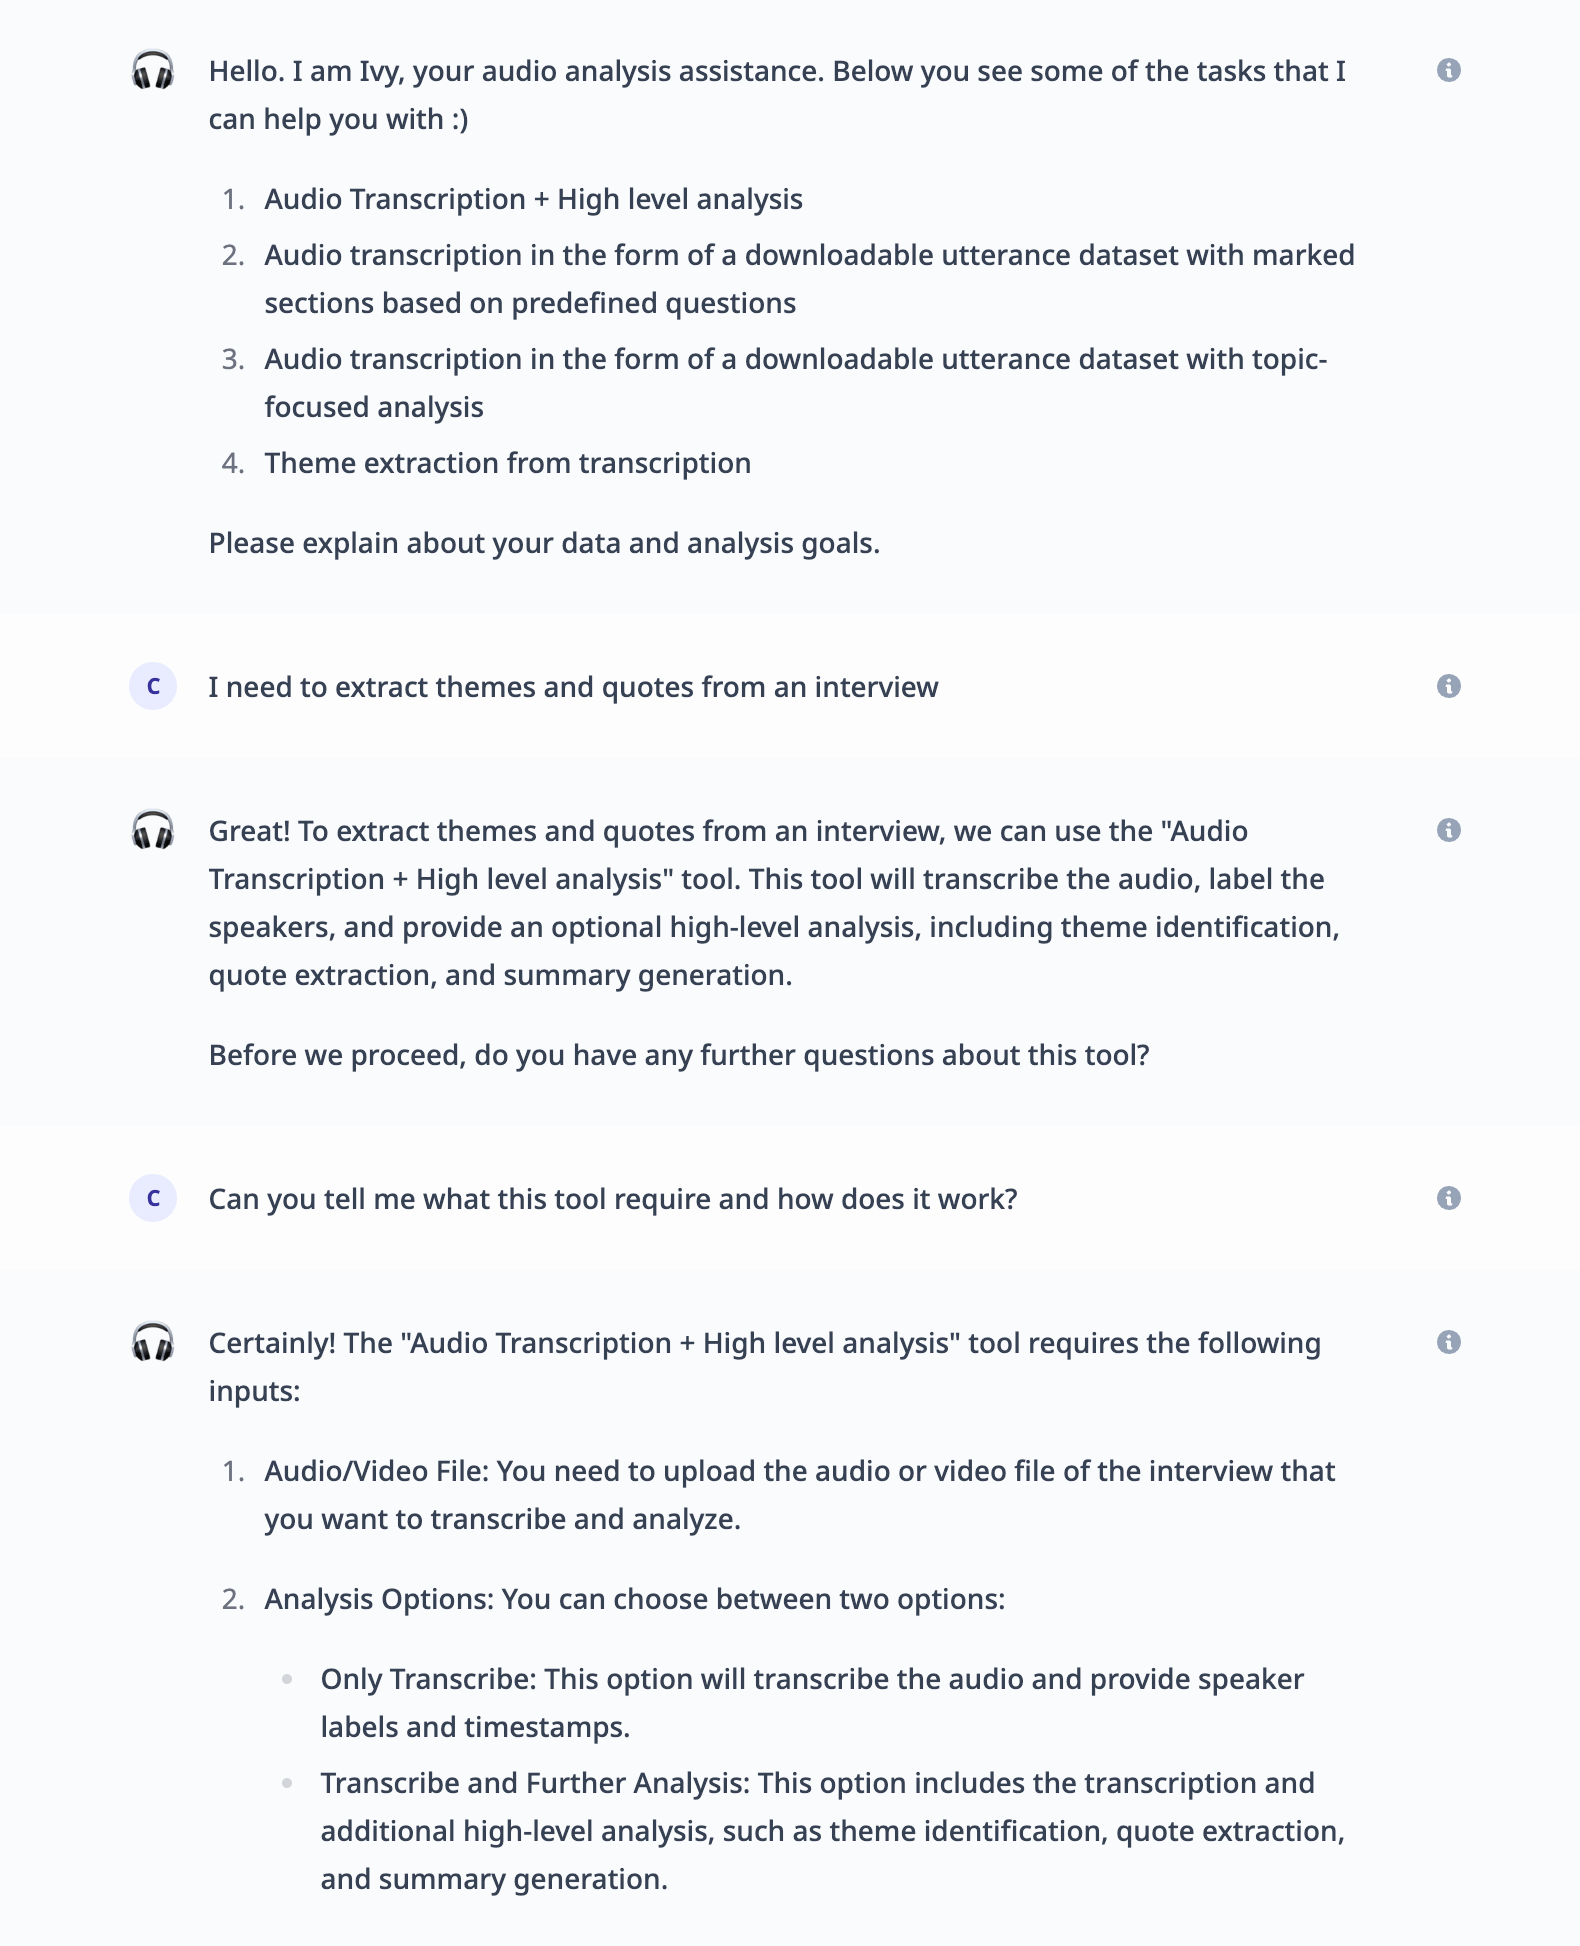 Hello. I am Ivy, your audio analysis assistance. Below you see some of the tasks that I
can help you with :)
1. Audio Transcription + High level analysis
2. Audio transcription in the form of a downloadable utterance dataset with marked
sections based on predefined questions
3. Audio transcription in the form of a downloadable utterance dataset with topic-
focused analysis
4. Theme extraction from transcription
Please explain about your data and analysis goals.
C I need to extract themes and quotes from an interview
Great! To extract themes and quotes from an interview, we can use the "Audio
Transcription + High level analysis" tool. This tool will transcribe the audio, label the
speakers, and provide an optional high-level analysis, including theme identification,
quote extraction, and summary generation.
Before we proceed, do you have any further questions about this tool?
C Can you tell me what this tool require and how does it work?
Certainly! The "Audio Transcription + High level analysis" tool requires the following
inputs:
1. Audio/Video File: You need to upload the audio or video file of the interview that
you want to transcribe and analyze.
2. Analysis Options: You can choose between two options:
• Only Transcribe: This option will transcribe the audio and provide speaker
labels and timestamps.
• Transcribe and Further Analysis: This option includes the transcription and
additional high-level analysis, such as theme identification, quote extraction,
and summary generation.